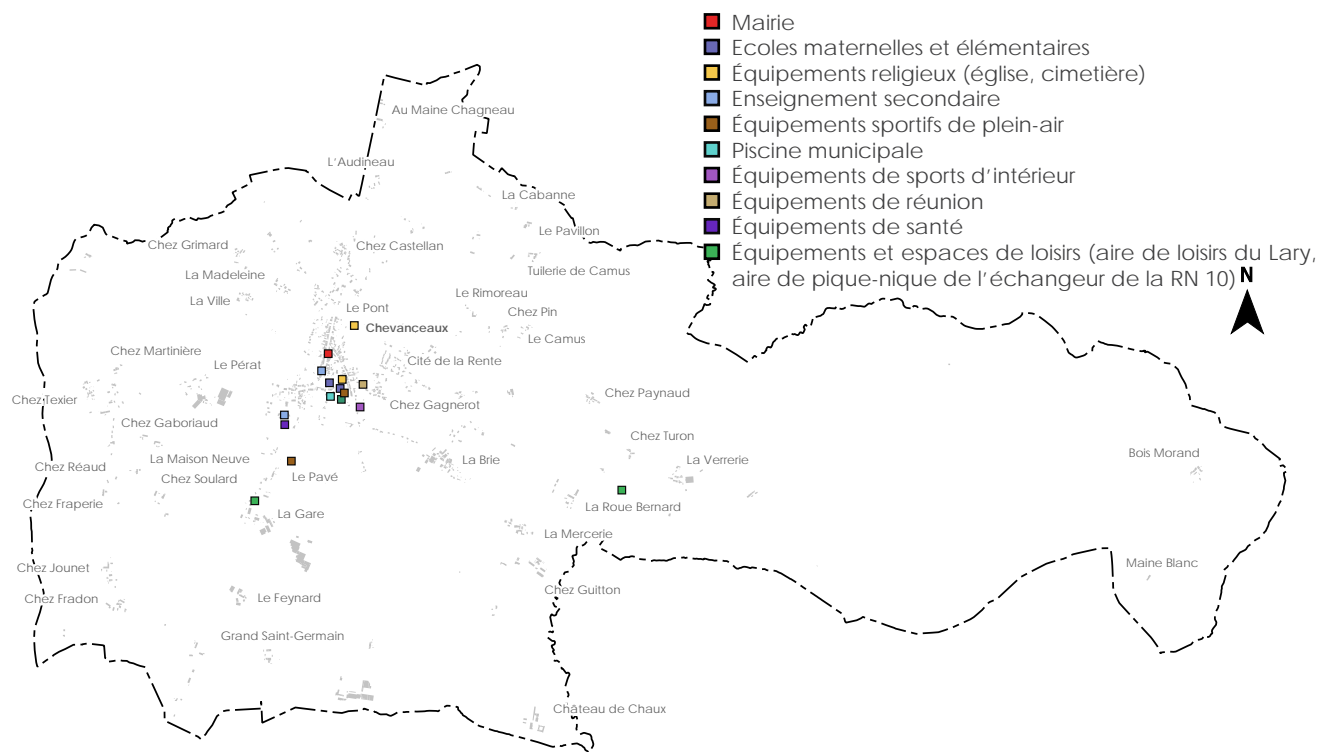 Mairie
Ecoles maternelles et élémentaires
Équipements religieux (église, cimetière)
Enseignement secondaire
Équipements sportifs de plein-air
Piscine municipale
Équipements de sports d'intérieur
Équipements de réunion
Équipements de santé
Équipements et espaces de loisirs (aire de loisirs du Lary,
aire de pique-nique de l'échangeur de la RN 10)
N
Au Maine Chagneau
L'Audineau
La Cabanne
Le Pavillon
Chez Grimard
Chez Castellan
Tuilerie de Camus
La Madeleine
La Ville
Le Rimoreau
Le Pont
Chez Pin
Chevanceaux
Le Camus
Chez Martinière
Cité de la Rente
Le Pérat
Chez Texier
Chez Paynaud
Chez Gagnerot
Chez Gaboriaud
Chez Turon
La Maison Neuve
La Brie
La Verrerie
Bois Morand
Chez Réaud
Chez Soulard
Le Pavé
Chez Fraperie
La Roue Bernard
La Gare
La Mercerie
Chez Jounet
Maine Blanc
Chez Guitton
Chez Fradon
Le Feynard
Grand Saint-Germain
Château de Chaux